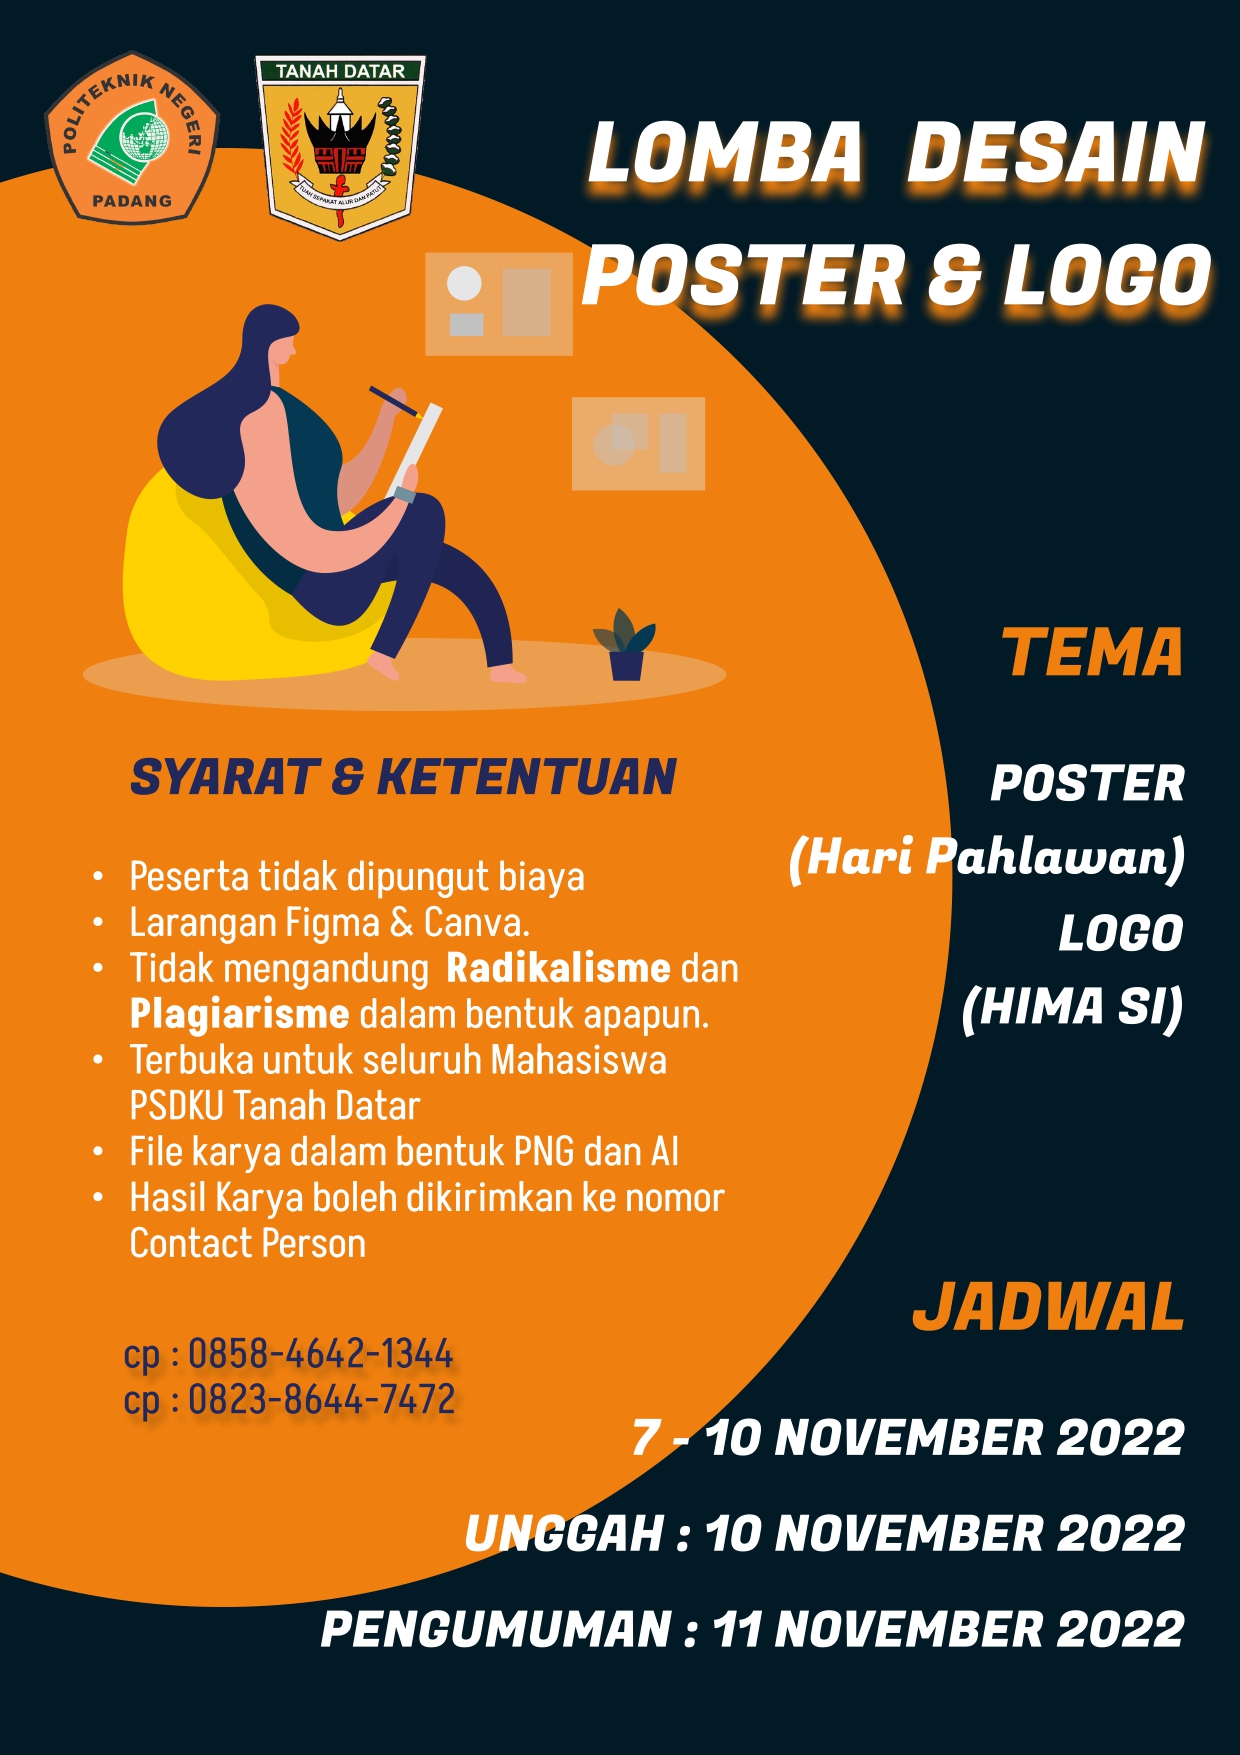 POLITEKNIK NEGERI
PADANG
TANAH DATAR
TUAH SEPAKAT ALUR DAN PATUT
LOMBA DESAIN
POSTER & LOGO
TEMA
POSTER
(Hari Pahlawan)
LOGO
(HIMA SI)
SYARAT & KETENTUAN
• Peserta tidak dipungut biaya
• Larangan Figma & Canva.
• Tidak mengandung Radikalisme dan
Plagiarisme dalam bentuk apapun.
• Terbuka untuk seluruh Mahasiswa
PSDKU Tanah Datar
• File karya dalam bentuk PNG dan AI
• Hasil Karya boleh dikirimkan ke nomor
Contact Person
cp : 0858-4642-1344
cp : 0823-8644-7472
JADWAL
7 - 10 NOVEMBER 2022
UNGGAH : 10 NOVEMBER 2022
PENGUMUMAN : 11 NOVEMBER 2022